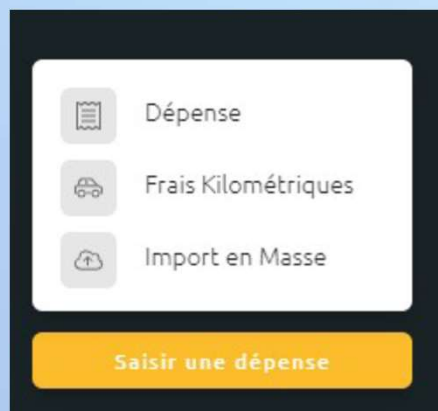 Dépense
Frais Kilométriques
Import en Masse
Saisir une dépense